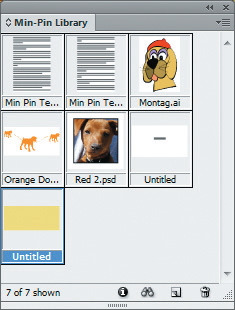 Min-Pin Library
Min Pin Te... Min Pin Te... Montag.ai
Orange Do... Red 2.psd Untitled
Untitled
7 of 7 shown